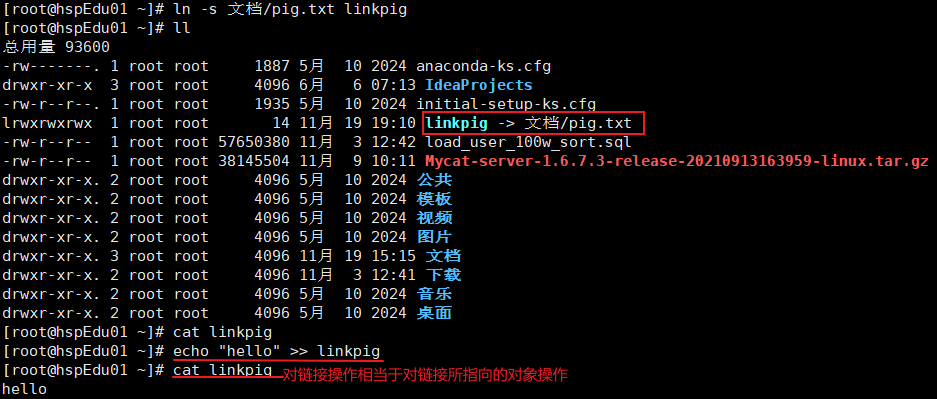 [root@hspEdu01 ~]# ln -s 文档/pig.txt linkpig
[root@hspEdu01 ~]# ll
总用量 93600
-rw-------. 1 root root     1887 5月  10 2024 anaconda-ks.cfg
drwxr-xr-x  3 root root     4096 6月   6 07:13 IdeaProjects
-rw-r--r--. 1 root root     1935 5月  10 2024 initial-setup-ks.cfg
lrwxrwxrwx  1 root root       14 11月 19 19:10 linkpig -> 文档/pig.txt
-rw-r--r--  1 root root 57650380 11月  3 12:42 load_user_100w_sort.sql
-rw-r--r--  1 root root 38145504 11月  9 10:11 Mycat-server-1.6.7.3-release-20210913163959-linux.tar.gz
drwxr-xr-x. 2 root root     4096 5月  10 2024 公共
drwxr-xr-x. 2 root root     4096 5月  10 2024 模板
drwxr-xr-x. 2 root root     4096 5月  10 2024 视频
drwxr-xr-x. 2 root root     4096 5月  10 2024 图片
drwxr-xr-x. 3 root root     4096 11月 19 15:15 文档
drwxr-xr-x. 2 root root     4096 11月  3 12:41 下载
drwxr-xr-x. 2 root root     4096 5月  10 2024 音乐
drwxr-xr-x. 2 root root     4096 5月  10 2024 桌面
[root@hspEdu01 ~]# cat linkpig
[root@hspEdu01 ~]# echo "hello" >> linkpig
[root@hspEdu01 ~]# cat linkpig 对链接操作相当于对链接所指向的对象操作
hello